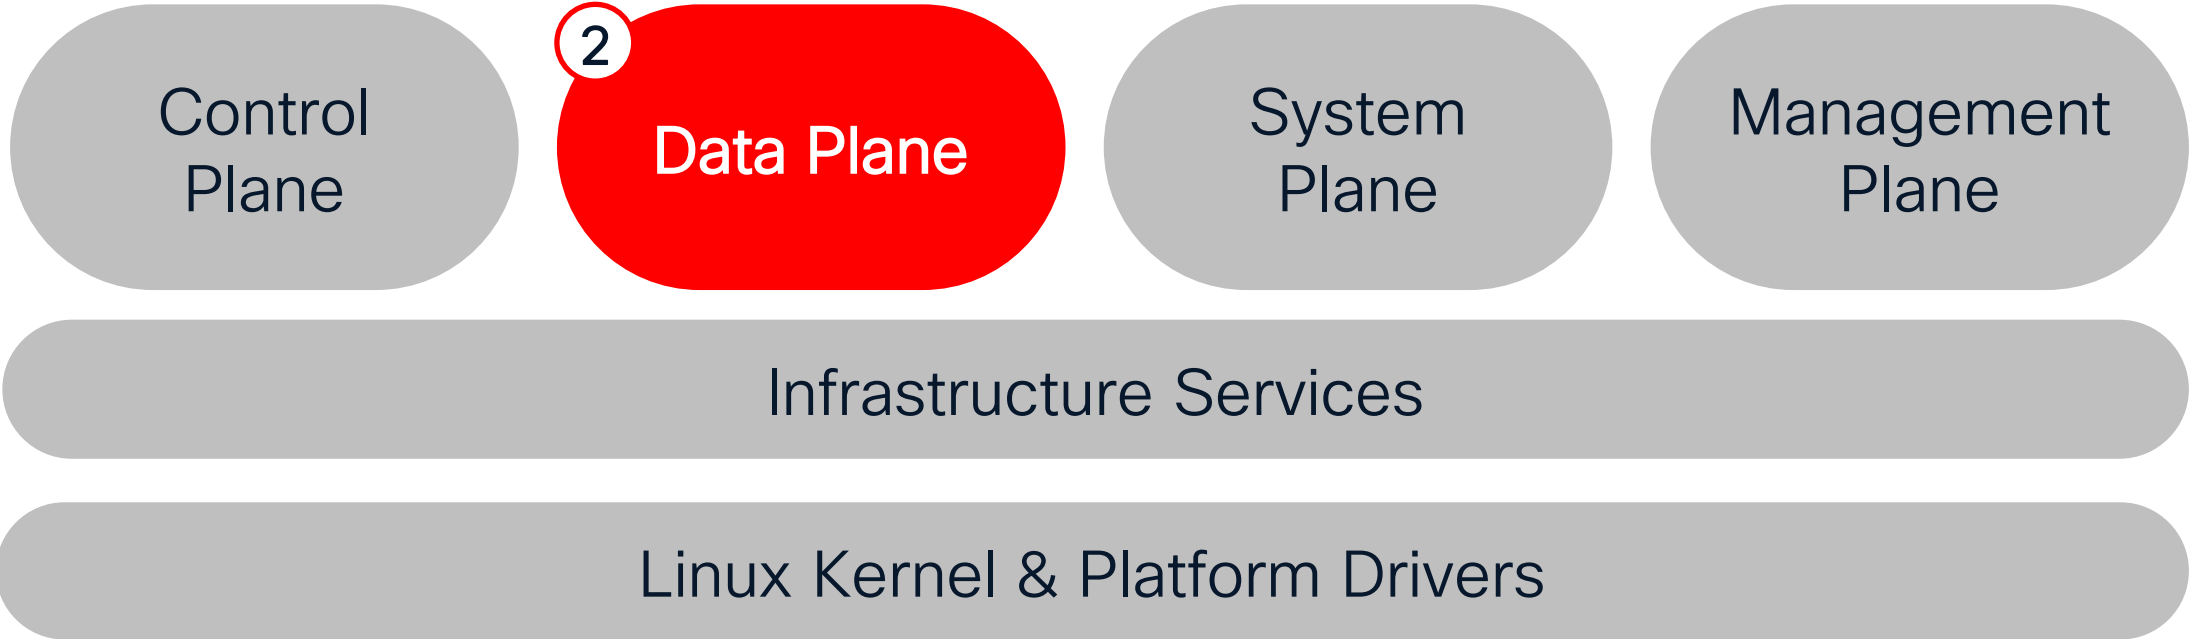 Control
Plane
2
Data Plane
System
Plane
Management
Plane
Infrastructure Services
Linux Kernel & Platform Drivers